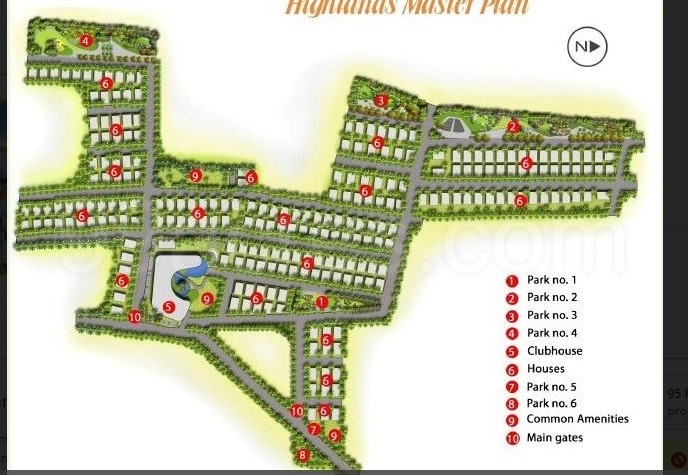 Highlands Master Plan
N
4
6
3
2
6
6
6
6
6
9
6
6
6
6
6
6
6
6
6
9
6
1
5
10
6
6
10
6
7
9
8
1 Park no. 1
2 Park no. 2
3 Park no. 3
4 Park no. 4
5 Clubhouse
6 Houses
7 Park no. 5
8 Park no. 6
9 Common Amenities
10 Main gates
95
pro